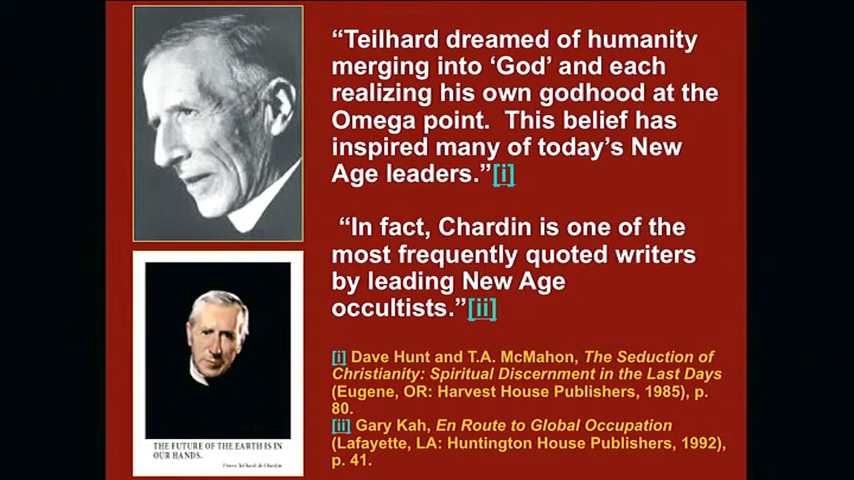 “Teilhard dreamed of humanity
merging into ‘God’ and each
realizing his own godhood at the
Omega point.  This belief has
inspired many of today’s New
Age leaders.”[i]
“In fact, Chardin is one of the
most frequently quoted writers
by leading New Age
occultists.”[ii]
[i] Dave Hunt and T.A. McMahon, The Seduction of
Christianity: Spiritual Discernment in the Last Days
(Eugene, OR: Harvest House Publishers, 1985), p.
80.
[ii] Gary Kah, En Route to Global Occupation
(Lafayette, LA: Huntington House Publishers, 1992),
p. 41.
THE FUTURE OF THE EARTH IS IN
OUR HANDS.
Pierre Teilhard de Chardin